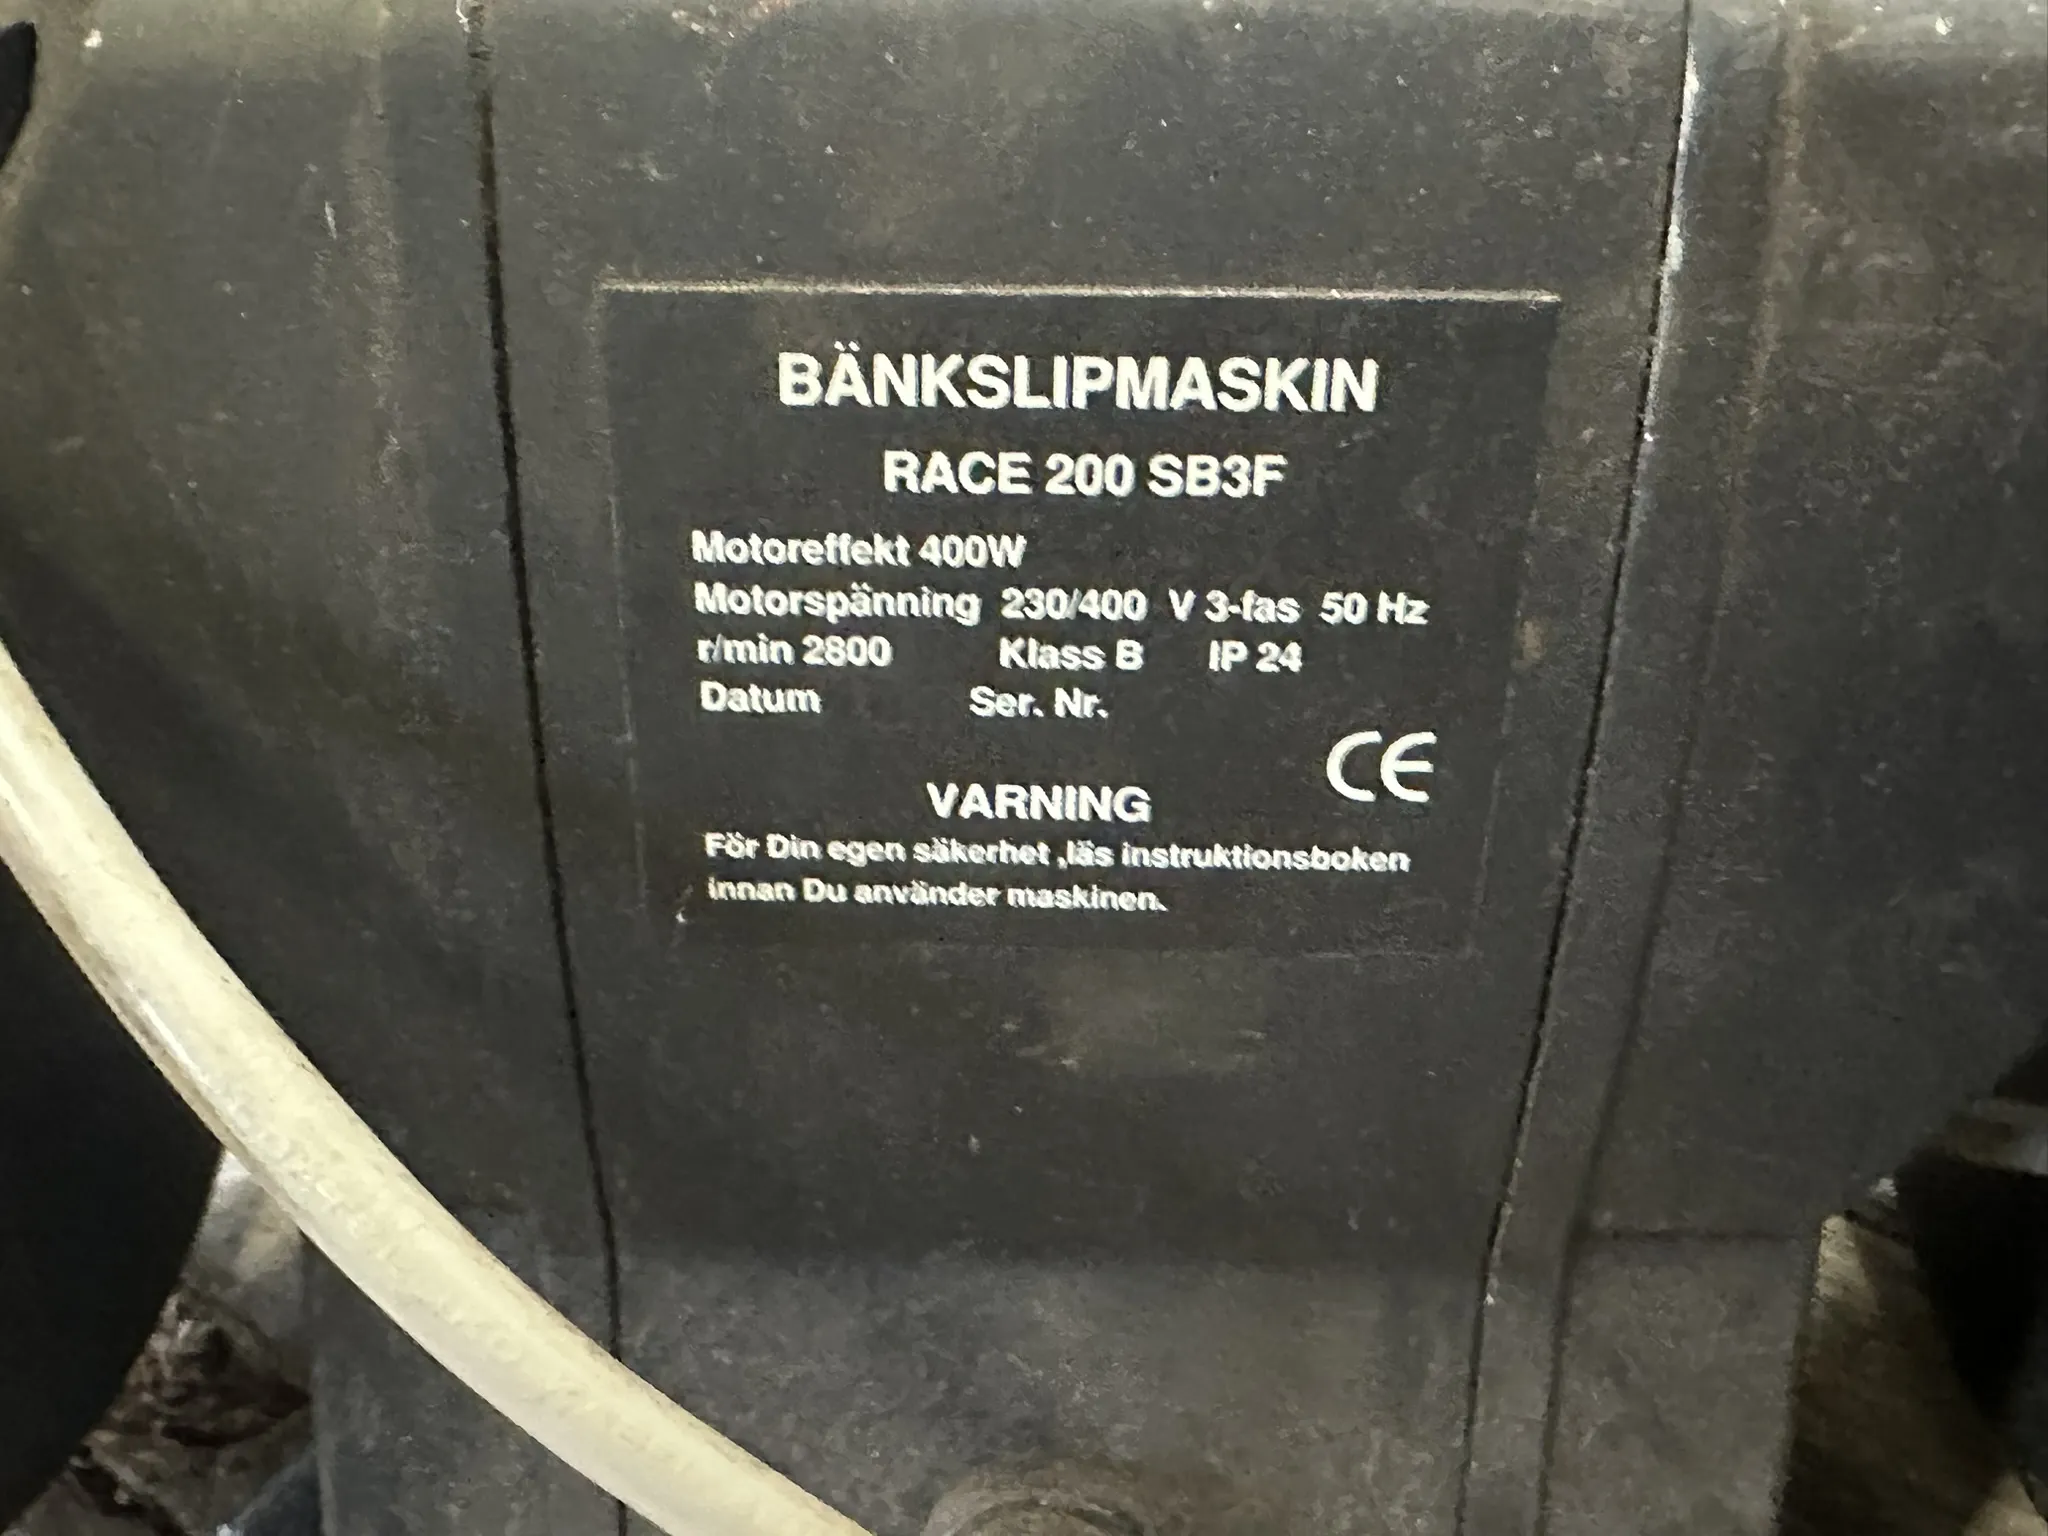 BÄNKSLIPMASKIN
RACE 200 SB3F
Motoreffekt 400W
Motorspänning 230/400 V 3-fas 50 Hz
r/min 2800 Klass B IP 24
Datum Ser. Nr.
CE
VARNING
För Din egen säkerhet ,läs instruktionsboken
innan Du använder maskinen.